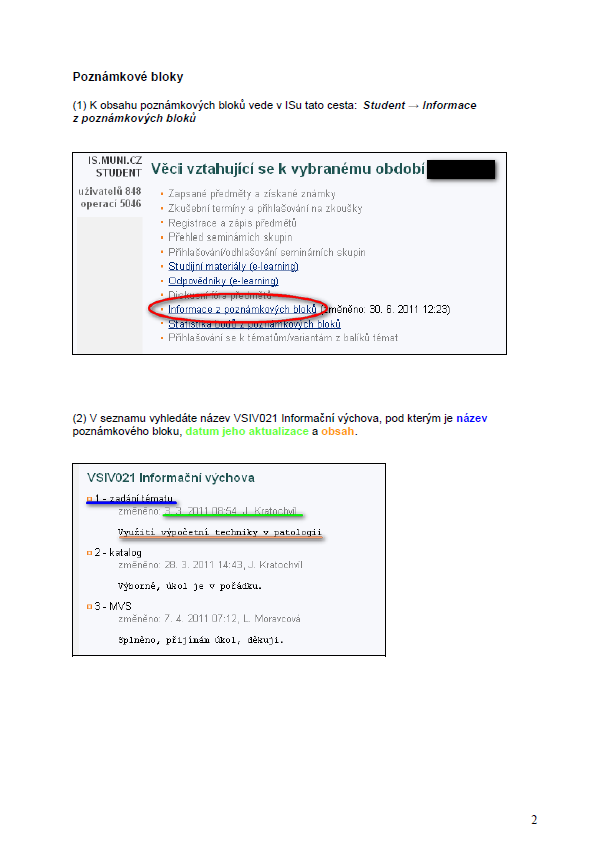 Poznámkové bloky
(1) K obsahu poznámkových bloků vede v ISu tato cesta: Student → Informace
z poznámkových bloků
IS.MUNI.CZ
STUDENT
uživatelů 848
operací 5046
Věci vztahující se k vybranému období
Zapsané předměty a získané známky
Zkušební termíny a přihlašování na zkoušky
Registrace a zápis předmětů
Přehled seminárních skupin
Přihlašování/odhlašování seminárních skupin
Studijní materiály (e-learning)
Odpovědníky (e-learning)
Diskusní fóra předmětů
Informace z poznámkových bloků (změněno: 30. 6. 2011 12:23)
Statistika bodů z poznámkových bloků
Přihlašování se k tématům/variantám z balíků témat
(2) V seznamu vyhledáte název VSIV021 Informační výchova, pod kterým je název
poznámkového bloku, datum jeho aktualizace a obsah.
VSIV021 Informační výchova
1 - zadání tématu
změněno: 3. 3. 2011 08:54, J. Kratochvíl
Využití výpočetní techniky v patologii
2 - katalog
změněno: 28. 3. 2011 14:43, J. Kratochvíl
Výborně, úkol je v pořádku.
3 - MVS
změněno: 7. 4. 2011 07:12, L. Moravcová
Splněno, přijímám úkol, děkuji.
2